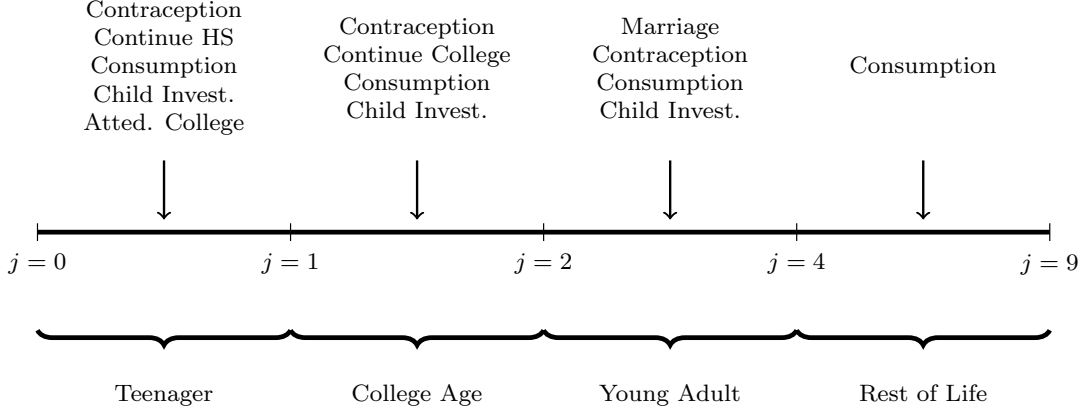 Contraception
Continue HS
Consumption
Child Invest.
Atted. College
Contraception
Continue College
Consumption
Child Invest.
Marriage
Contraception
Consumption
Child Invest.
Consumption
j = 0
j = 1
j = 2
j = 4
j = 9
Teenager
College Age
Young Adult
Rest of Life